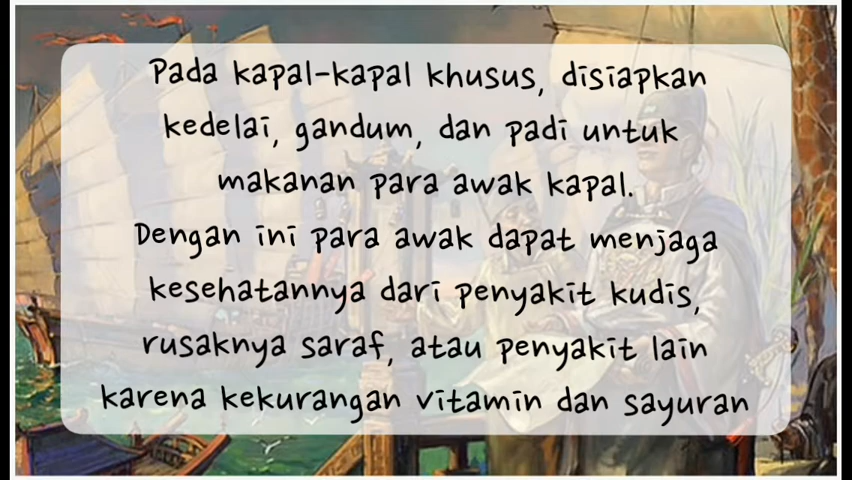 Pada kapal-kapal khusus, disiapkan
kedelai, gandum, dan padi untuk
makanan para awak kapal.
Dengan ini para awak dapat menjaga
kesehatannya dari penyakit kudis,
rusaknya saraf, atau penyakit lain
karena kekurangan vitamin dan sayuran